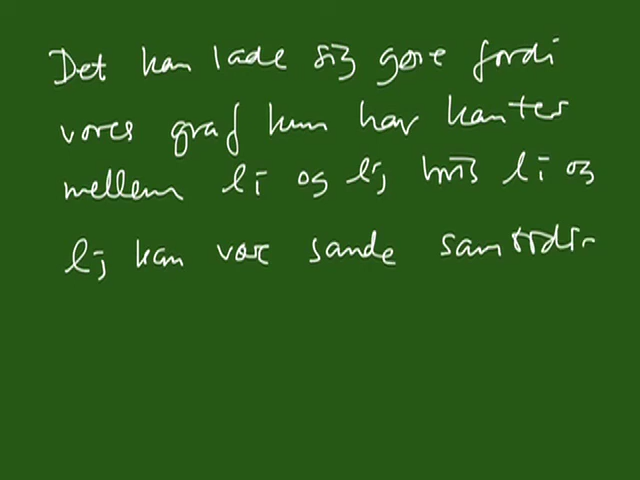 Det kan lade sig gøre fordi
vores graf kun har kanter
mellem li og lj hvis li og
lj kan være sande samtidi